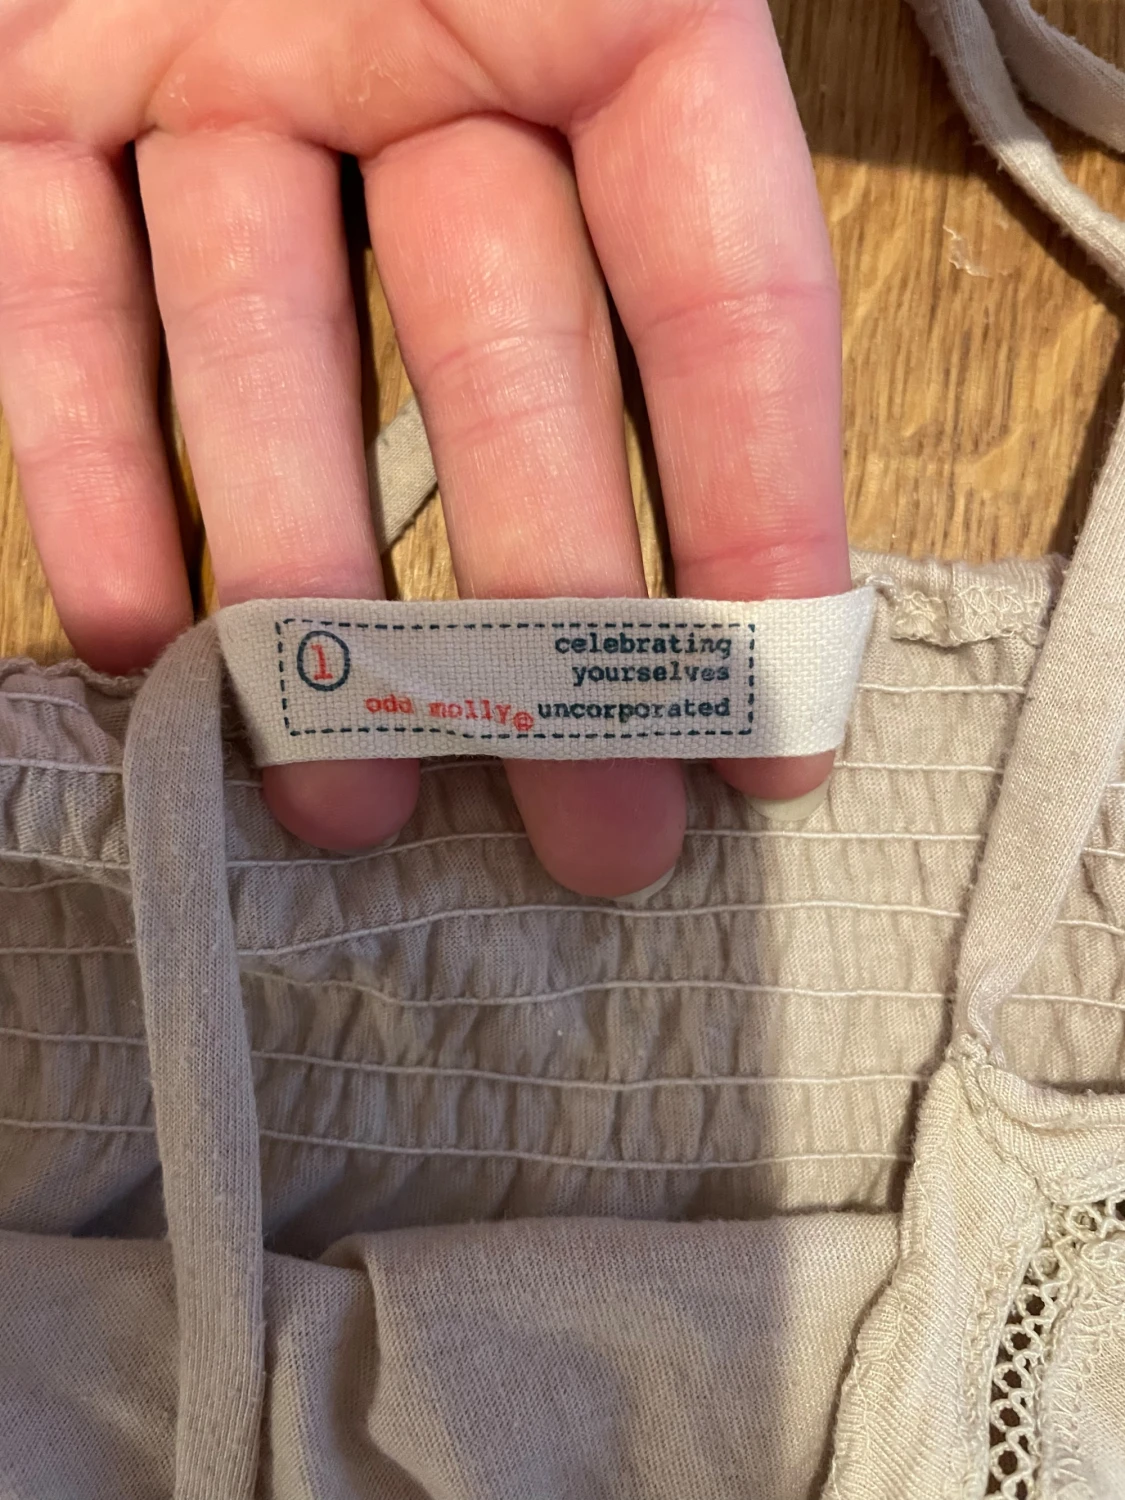 1
celebrating
yourselves
odd molly® uncorporated